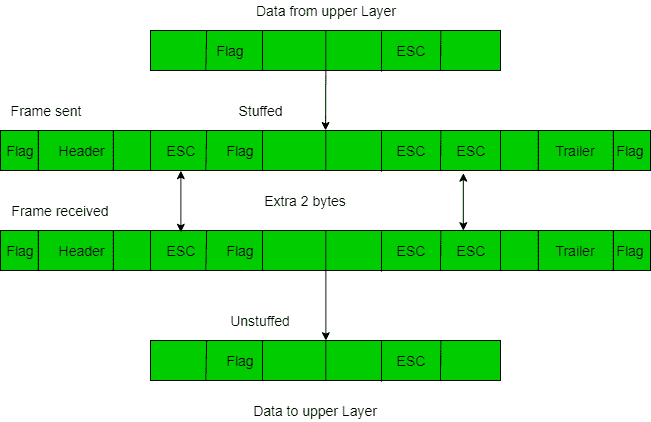 Data from upper Layer
Flag ESC
Frame sent Stuffed
Flag Header ESC Flag ESC ESC Trailer Flag
Extra 2 bytes
Frame received
Flag Header ESC Flag ESC ESC Trailer Flag
Unstuffed
Flag ESC
Data to upper Layer